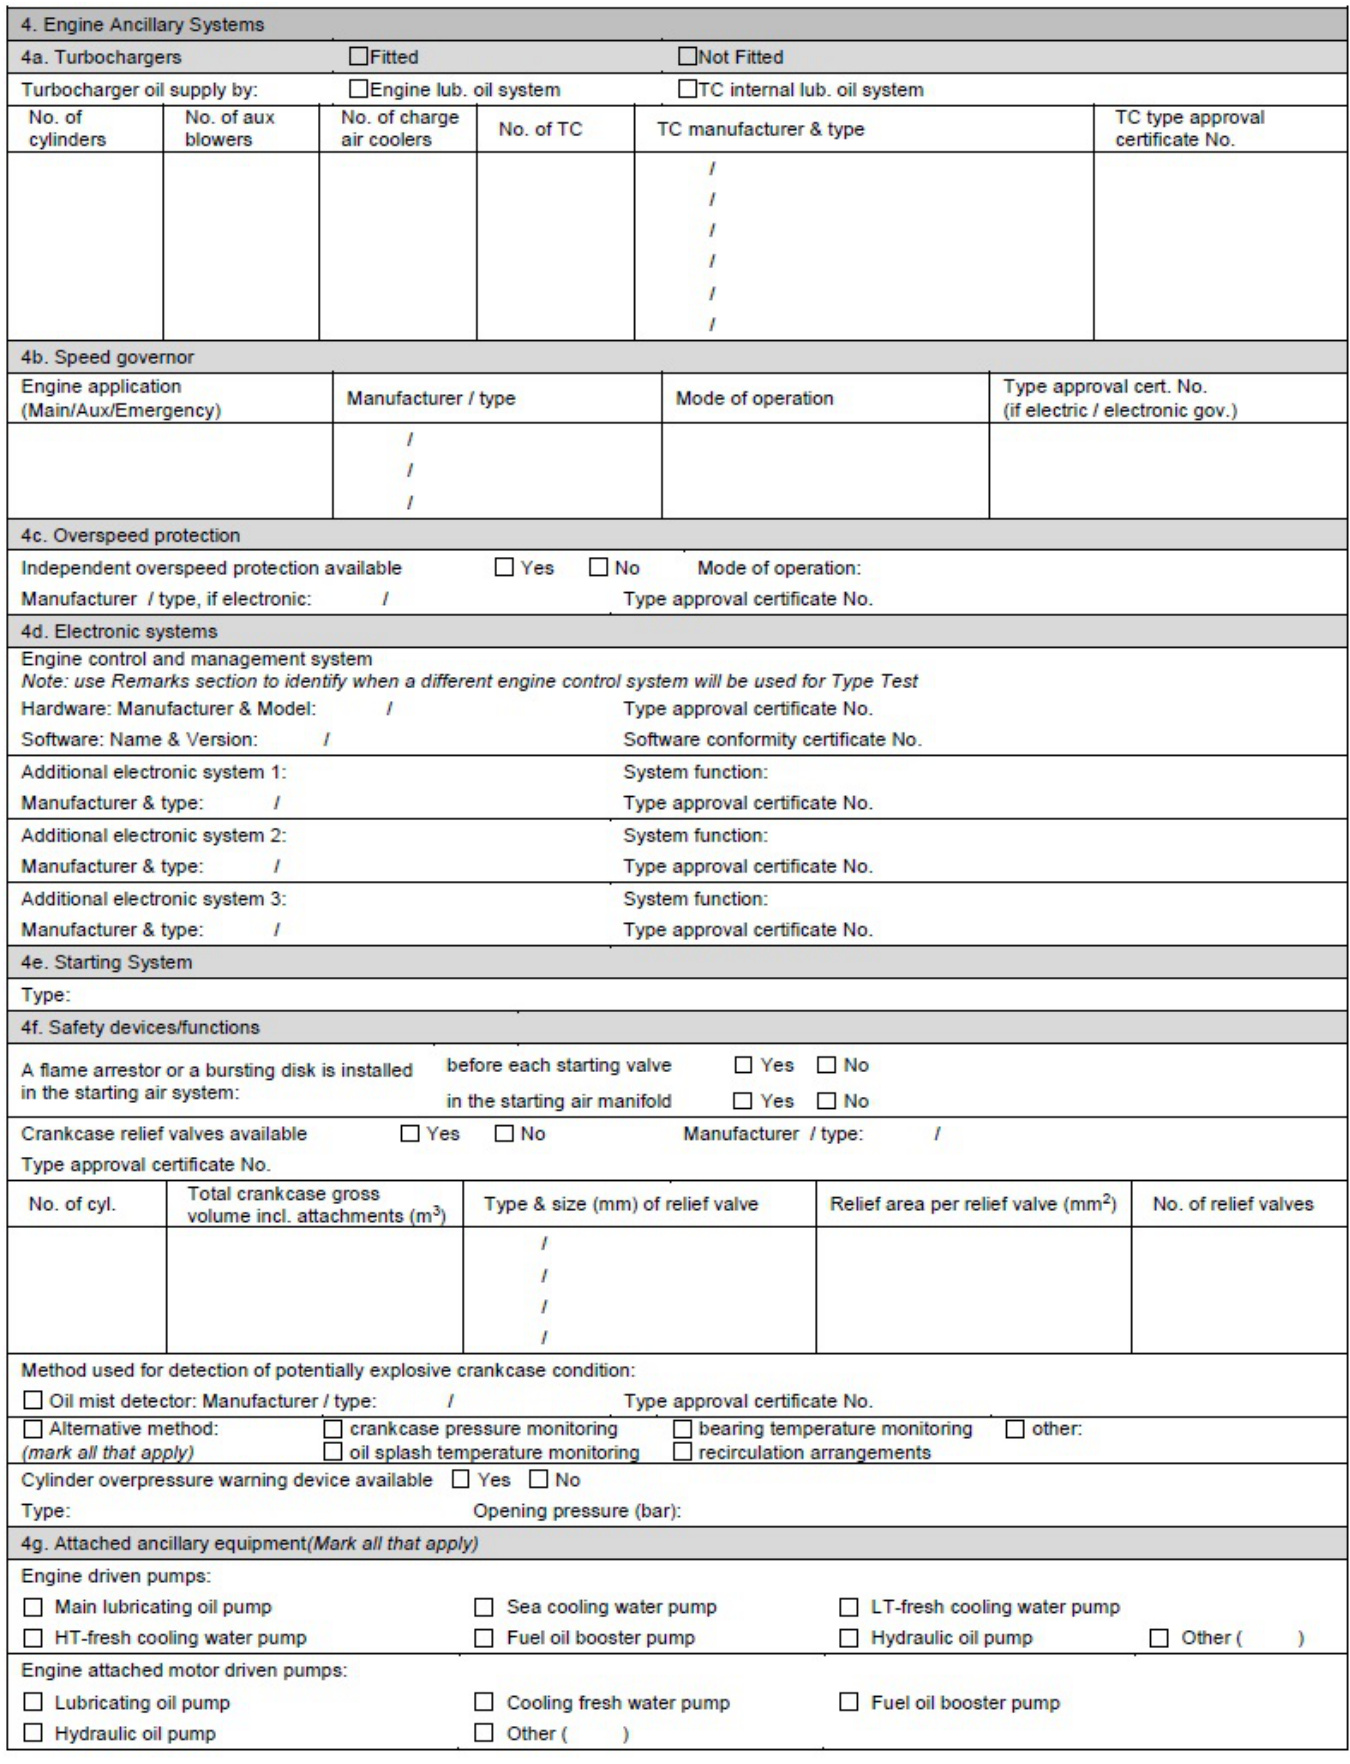 4. Engine Ancillary Systems
4a. Turbochargers ☐Fitted ☐Not Fitted
Turbocharger oil supply by: ☐Engine lub. oil system ☐TC internal lub. oil system
No. of cylinders No. of aux blowers No. of charge air coolers No. of TC TC manufacturer & type TC type approval certificate No.
/
/
/
/
/
/
4b. Speed governor
Engine application (Main/Aux/Emergency) Manufacturer / type Mode of operation Type approval cert. No. (if electric / electronic gov.)
/
/
/
4c. Overspeed protection
Independent overspeed protection available ☐ Yes ☐ No Mode of operation:
Manufacturer / type, if electronic: / Type approval certificate No.
4d. Electronic systems
Engine control and management system
Note: use Remarks section to identify when a different engine control system will be used for Type Test
Hardware: Manufacturer & Model: / Type approval certificate No.
Software: Name & Version: / Software conformity certificate No.
Additional electronic system 1: System function:
Manufacturer & type: / Type approval certificate No.
Additional electronic system 2: System function:
Manufacturer & type: / Type approval certificate No.
Additional electronic system 3: System function:
Manufacturer & type: / Type approval certificate No.
4e. Starting System
Type:
4f. Safety devices/functions
A flame arrestor or a bursting disk is installed in the starting air system: before each starting valve ☐ Yes ☐ No
in the starting air manifold ☐ Yes ☐ No
Crankcase relief valves available ☐ Yes ☐ No Manufacturer / type: /
Type approval certificate No.
No. of cyl. Total crankcase gross volume incl. attachments (m³) Type & size (mm) of relief valve Relief area per relief valve (mm²) No. of relief valves
/
/
/
/
Method used for detection of potentially explosive crankcase condition:
☐ Oil mist detector: Manufacturer / type: / Type approval certificate No.
☐ Alternative method: ☐ crankcase pressure monitoring ☐ bearing temperature monitoring ☐ other:
(mark all that apply) ☐ oil splash temperature monitoring ☐ recirculation arrangements
Cylinder overpressure warning device available ☐ Yes ☐ No
Type: Opening pressure (bar):
4g. Attached ancillary equipment(Mark all that apply)
Engine driven pumps:
☐ Main lubricating oil pump ☐ Sea cooling water pump ☐ LT-fresh cooling water pump
☐ HT-fresh cooling water pump ☐ Fuel oil booster pump ☐ Hydraulic oil pump ☐ Other ( )
Engine attached motor driven pumps:
☐ Lubricating oil pump ☐ Cooling fresh water pump ☐ Fuel oil booster pump
☐ Hydraulic oil pump ☐ Other ( )